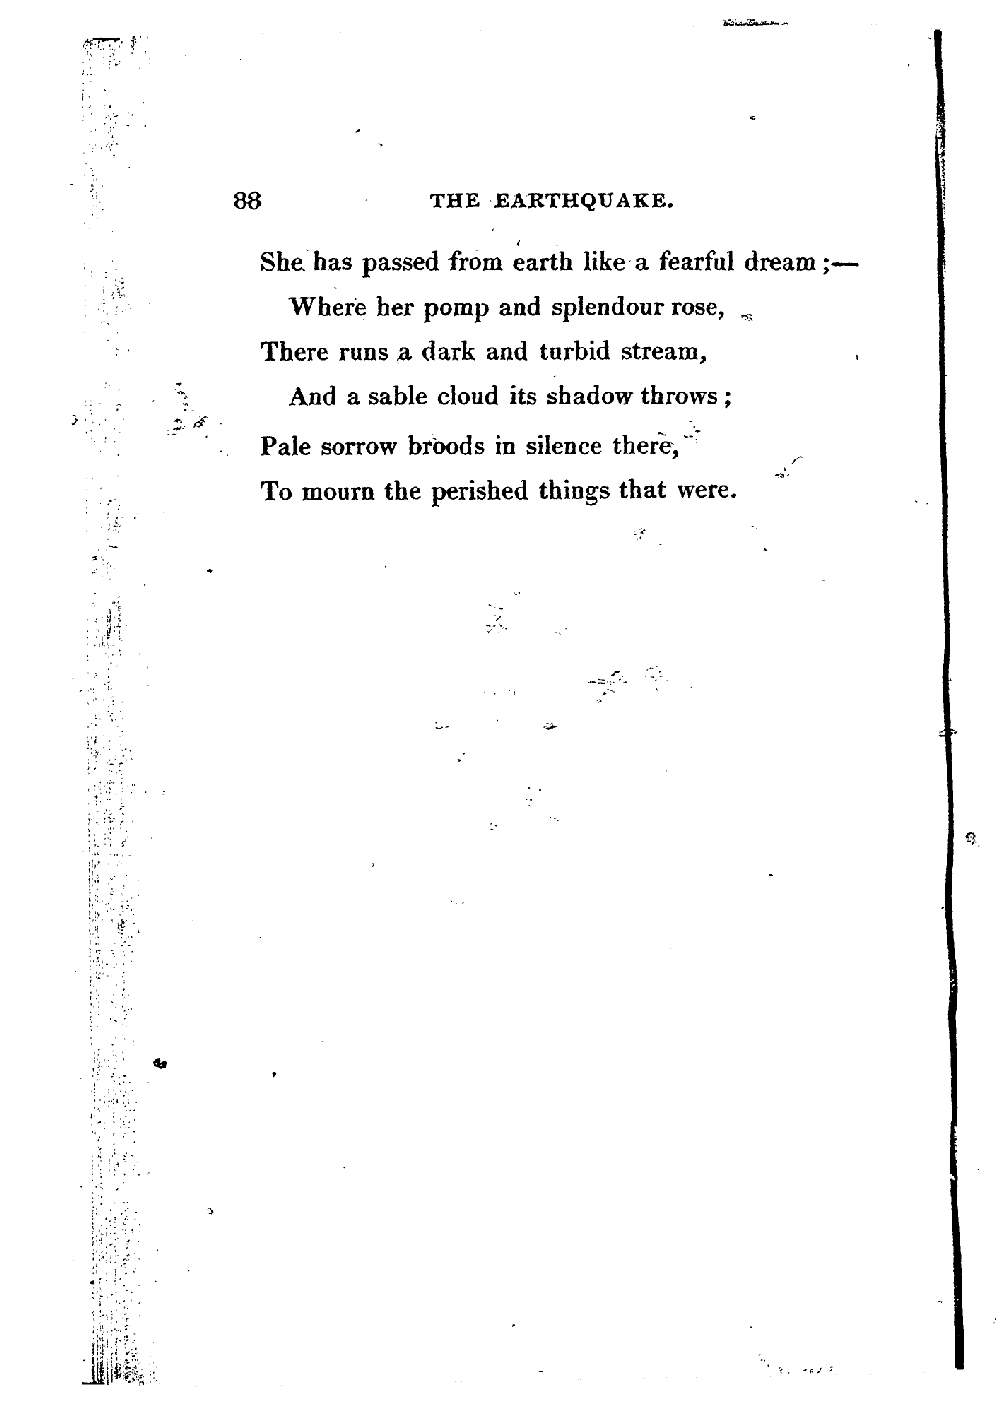 88 THE EARTHQUAKE.
She has passed from earth like a fearful dream ;—
Where her pomp and splendour rose,
There runs a dark and turbid stream,
And a sable cloud its shadow throws ;
Pale sorrow broods in silence there,
To mourn the perished things that were.